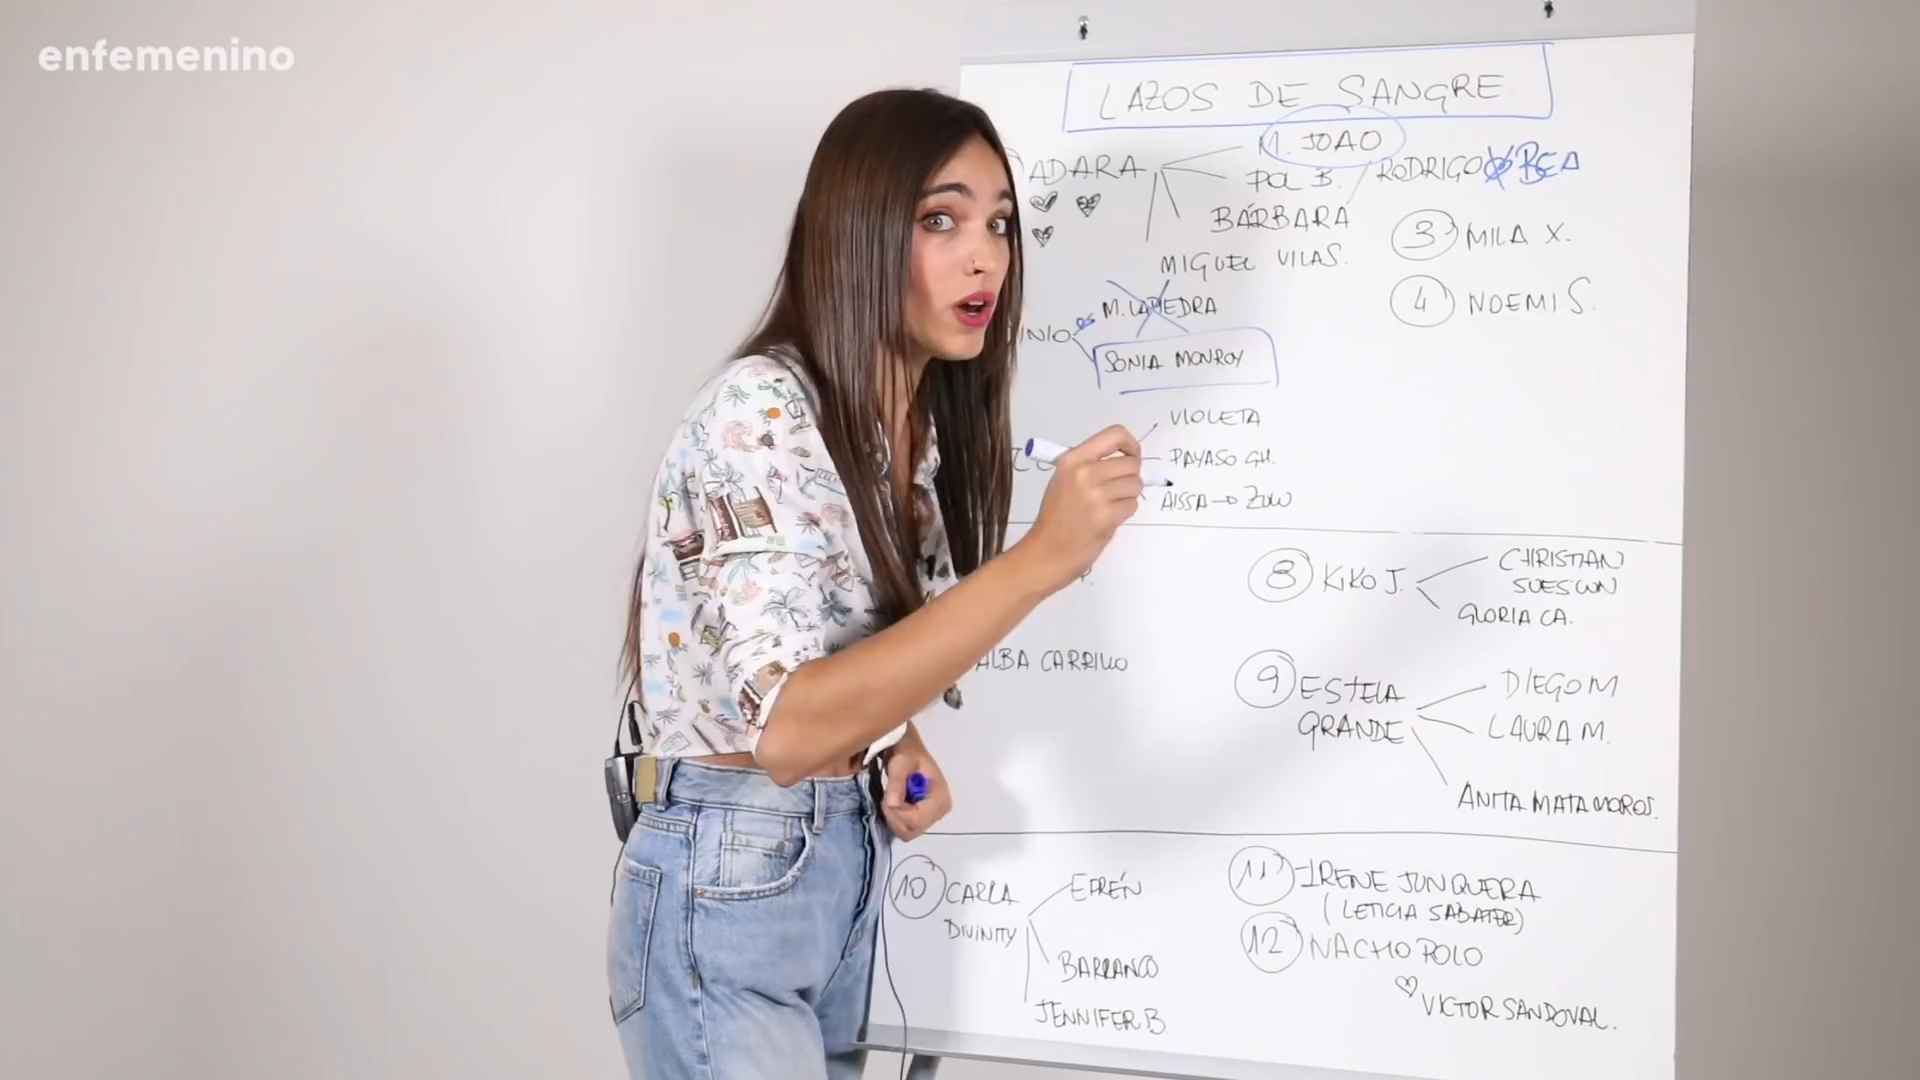 enfemenino
LAZOS DE SANGRE
ADARA
M. JOAO
POL B.
RODRIGO
BEA
BÁRBARA
MIGUEL VILAS.
3 MILA X.
4 NOEMI S.
M. LAPIEDRA
SONIA MONROY
VIOLETA
PAYASO GH.
AISSA → ZULU
8 KIKO J.
CHRISTIAN
SUESCUN
GLORIA CA.
ALBA CARRILLO
9 ESTELA
GRANDE
DIEGO M
LAURA M.
ANITA MATAMOROS.
10 CARLA
DIVINITY
EFRÉN
BARRANCO
JENNIFER B.
11 - IRENE JUNQUERA
(LETICIA SABATER)
12 NACHO POLO
VICTOR SANDOVAL.